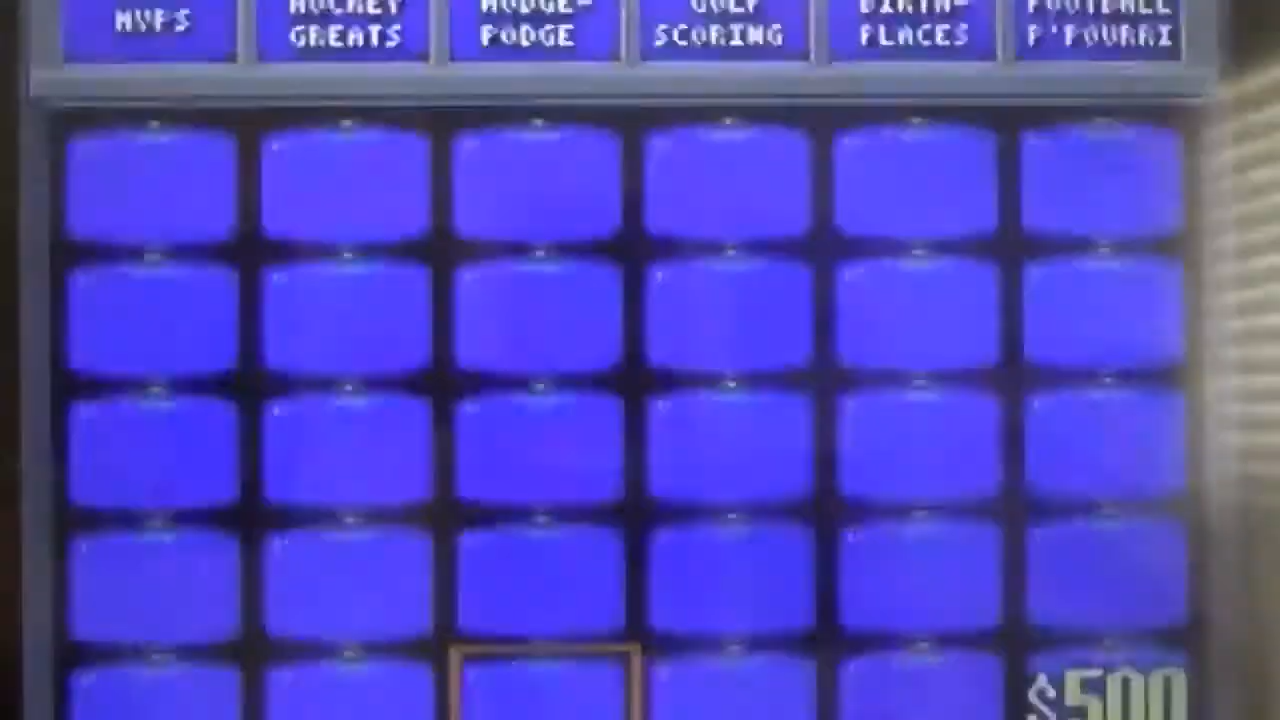 MVPS
HOCKEY
GREATS
HODGE-
PODGE
GOLF
SCORING
BIRTH-
PLACES
FOOTBALL
P'POURRI
$500